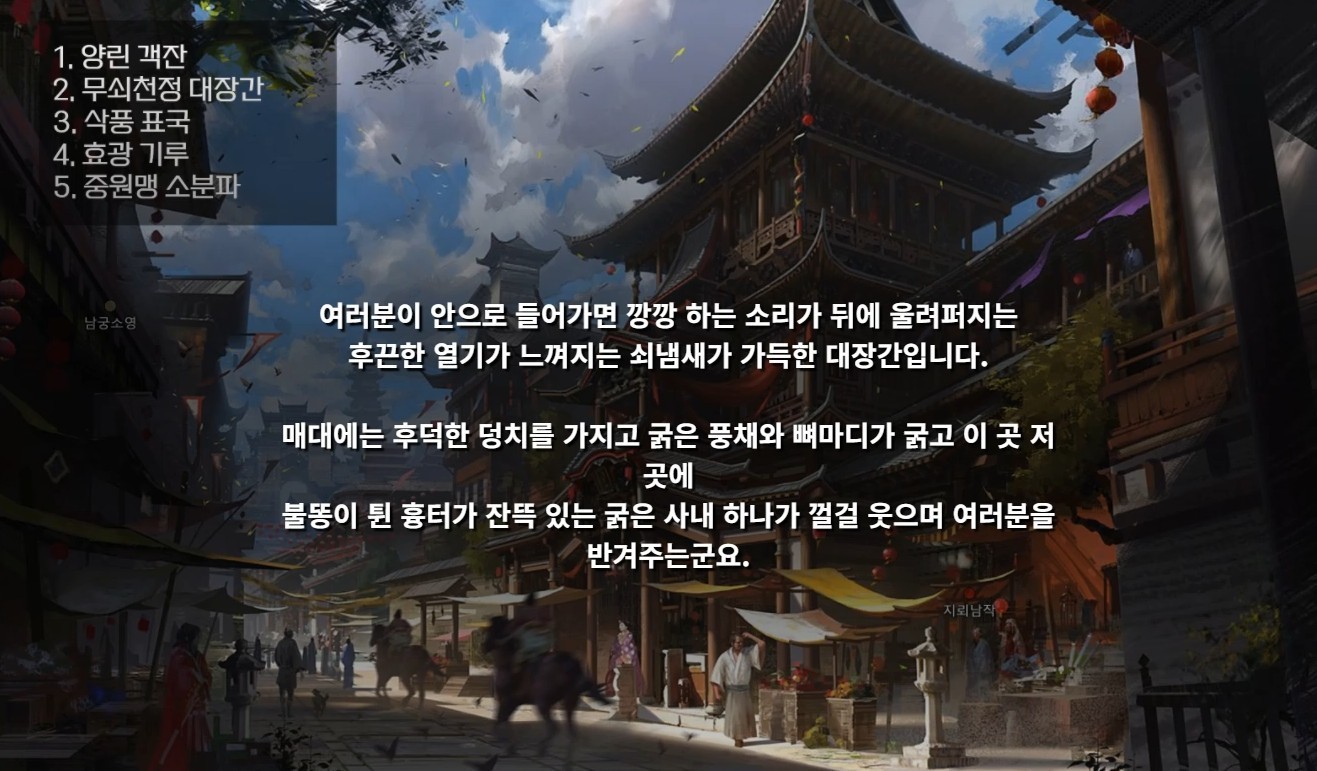 1. 양린 객잔
2. 무쇠천정 대장간
3. 삭풍 표국
4. 효광 기루
5. 중원맹 소분파
남궁소영
여러분이 안으로 들어가면 깡깡 하는 소리가 뒤에 울려퍼지는
후끈한 열기가 느껴지는 쇠냄새가 가득한 대장간입니다.
매대에는 후덕한 덩치를 가지고 굵은 풍채와 뼈마디가 굵고 이 곳 저
곳에
불똥이 튄 흉터가 잔뜩 있는 굵은 사내 하나가 껄걸 웃으며 여러분을
반겨주는군요.
지뢰남작